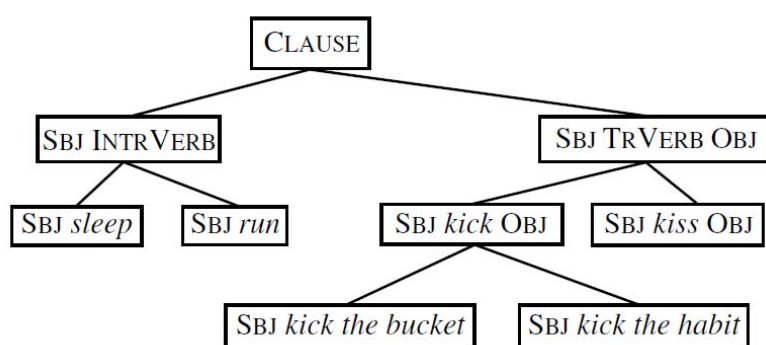 CLAUSE
SBJ INTRVERB
SBJ TRVERB OBJ
SBJ sleep
SBJ run
SBJ kick OBJ
SBJ kiss OBJ
SBJ kick the bucket
SBJ kick the habit